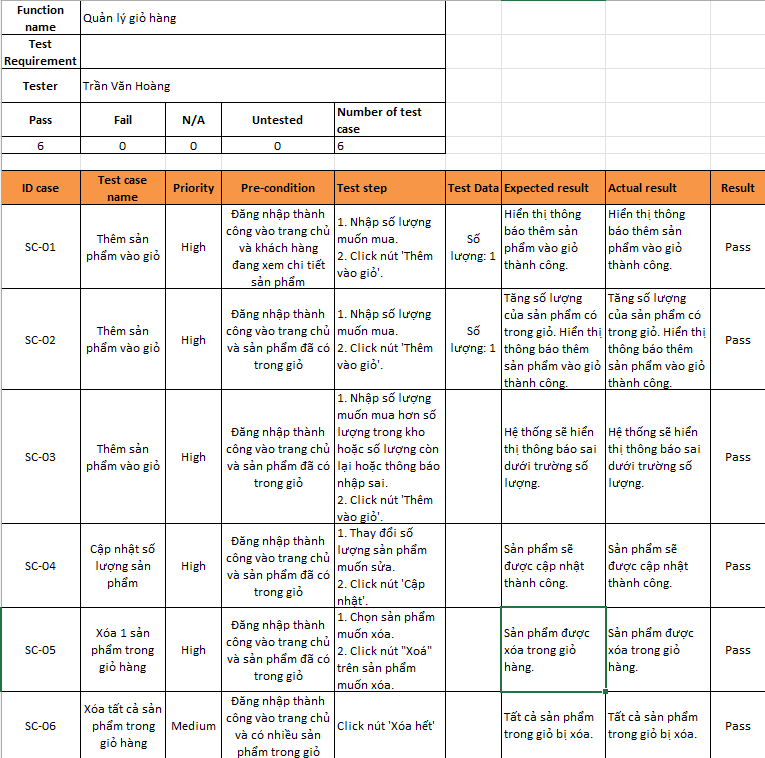 Function
name
Quản lý giỏ hàng
Test
Requirement
Tester
Trần Văn Hoàng
Pass
Fail
N/A
Untested
Number of test
case
6
0
0
0
6
ID case
Test case
name
Priority
Pre-condition
Test step
Test Data
Expected result
Actual result
Result
SC-01
Thêm sản
phẩm vào giỏ
High
Đăng nhập thành
công vào trang chủ
và khách hàng
đang xem chi tiết
sản phẩm
1. Nhập số lượng
muốn mua.
2. Click nút 'Thêm
vào giỏ'.
Số
lượng: 1
Hiển thị thông
báo thêm sản
phẩm vào giỏ
thành công.
Hiển thị thông
báo thêm sản
phẩm vào giỏ
thành công.
Pass
SC-02
Thêm sản
phẩm vào giỏ
High
Đăng nhập thành
công vào trang chủ
và sản phẩm đã có
trong giỏ
1. Nhập số lượng
muốn mua.
2. Click nút 'Thêm
vào giỏ'.
Số
lượng: 1
Tăng số lượng
của sản phẩm có
trong giỏ. Hiển thị
thông báo thêm
sản phẩm vào giỏ
thành công.
Tăng số lượng
của sản phẩm có
trong giỏ. Hiển thị
thông báo thêm
sản phẩm vào giỏ
thành công.
Pass
SC-03
Thêm sản
phẩm vào giỏ
High
Đăng nhập thành
công vào trang chủ
và sản phẩm đã có
trong giỏ
1. Nhập số lượng
muốn mua hơn số
lượng trong kho
hoặc số lượng còn
lại hoặc thông báo
nhập sai.
2. Click nút 'Thêm
vào giỏ'.
Hệ thống sẽ hiển
thị thông báo sai
dưới trường số
lượng.
Hệ thống sẽ hiển
thị thông báo sai
dưới trường số
lượng.
Pass
SC-04
Cập nhật số
lượng sản
phẩm
High
Đăng nhập thành
công vào trang chủ
và sản phẩm đã có
trong giỏ
1. Thay đổi số
lượng sản phẩm
muốn sửa.
2. Click nút 'Cập
nhật'.
Sản phẩm sẽ
được cập nhật
thành công.
Sản phẩm sẽ
được cập nhật
thành công.
Pass
SC-05
Xóa 1 sản
phẩm trong
giỏ hàng
High
Đăng nhập thành
công vào trang chủ
và sản phẩm đã có
trong giỏ
1. Chọn sản phẩm
muốn xóa.
2. Click nút "Xoá"
trên sản phẩm
muốn xóa.
Sản phẩm được
xóa trong giỏ
hàng.
Sản phẩm được
xóa trong giỏ
hàng.
Pass
SC-06
Xóa tất cả sản
phẩm trong
giỏ hàng
Medium
Đăng nhập thành
công vào trang chủ
và có nhiều sản
phẩm trong giỏ
Click nút 'Xóa hết'
Tất cả sản phẩm
trong giỏ bị xóa.
Tất cả sản phẩm
trong giỏ bị xóa.
Pass